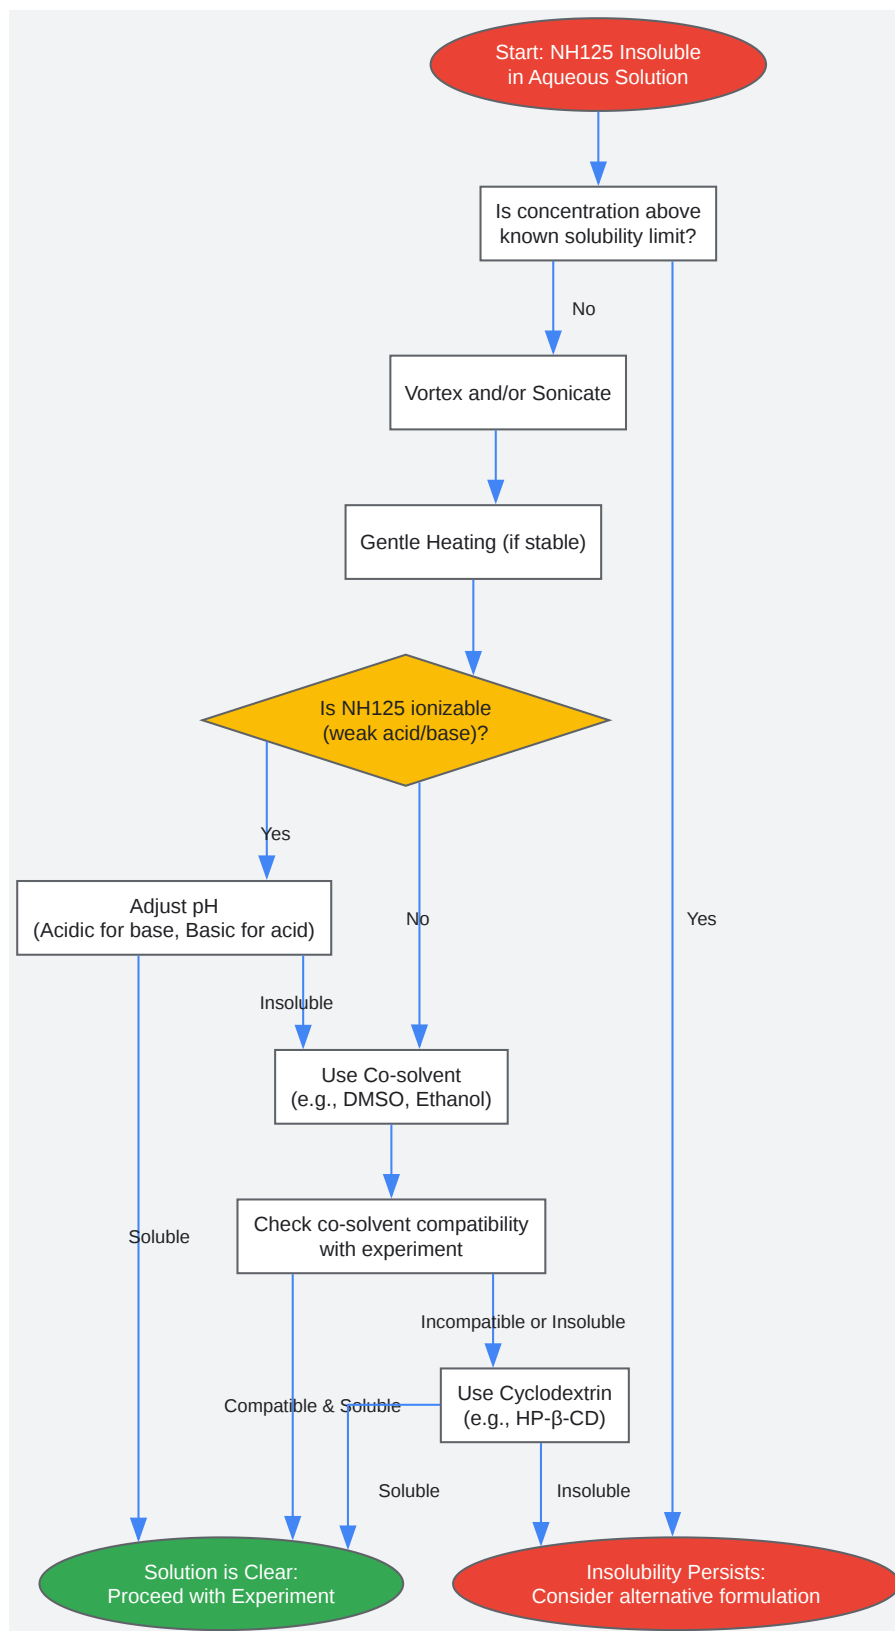 Start: NH125 Insoluble
in Aqueous Solution
Is concentration above
known solubility limit?
No
Vortex and/or Sonicate
Gentle Heating (if stable)
Is NH125 ionizable
(weak acid/base)?
Yes
Adjust pH
(Acidic for base, Basic for acid)
No
Yes
Insoluble
Use Co-solvent
(e.g., DMSO, Ethanol)
Check co-solvent compatibility
with experiment
Soluble
Incompatible or Insoluble
Use Cyclodextrin
(e.g., HP-β-CD)
Compatible & Soluble
Soluble
Insoluble
Solution is Clear:
Proceed with Experiment
Insolubility Persists:
Consider alternative formulation